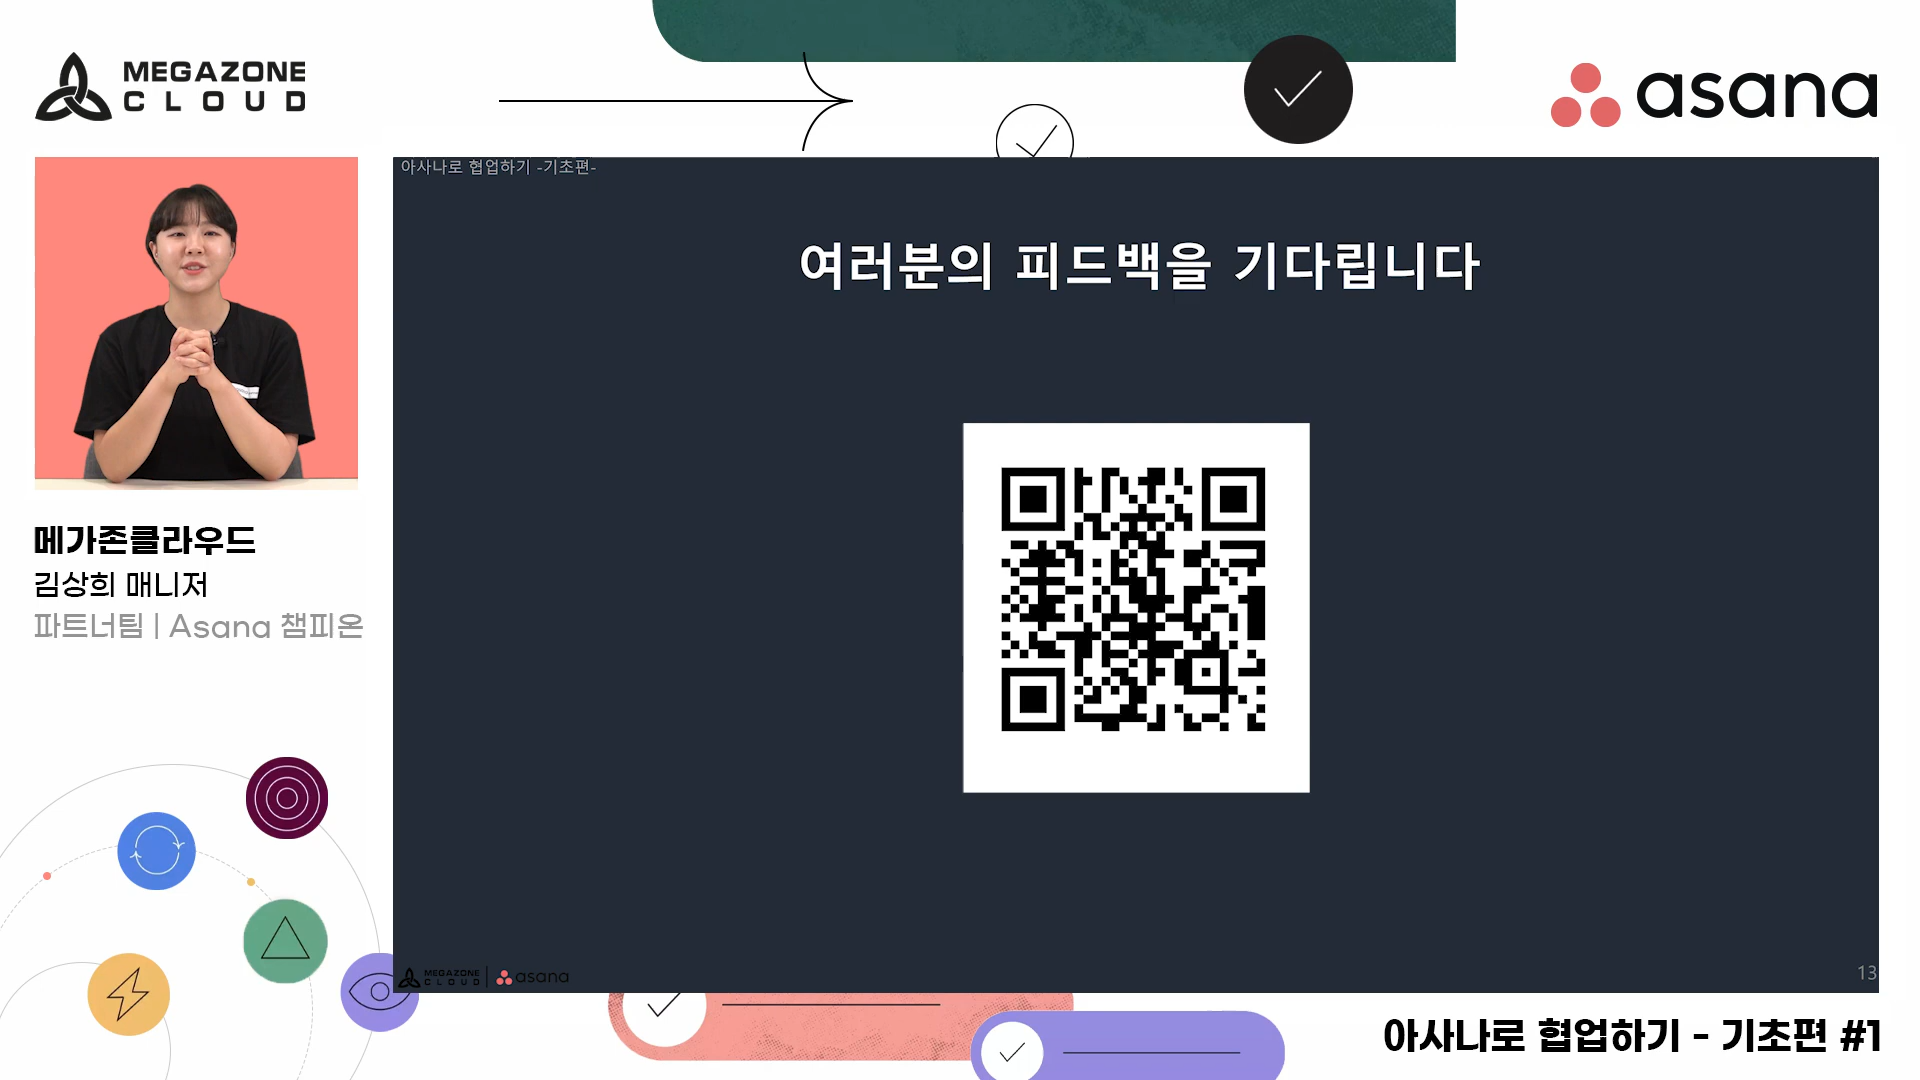 MEGAZONE
CLOUD
asana
아사나로 협업하기 -기초편-
여러분의 피드백을 기다립니다
메가존클라우드
김상희 매니저
파트너팀 | Asana 챔피온
MEGAZONE
CLOUD
asana
13
아사나로 협업하기 - 기초편 #1